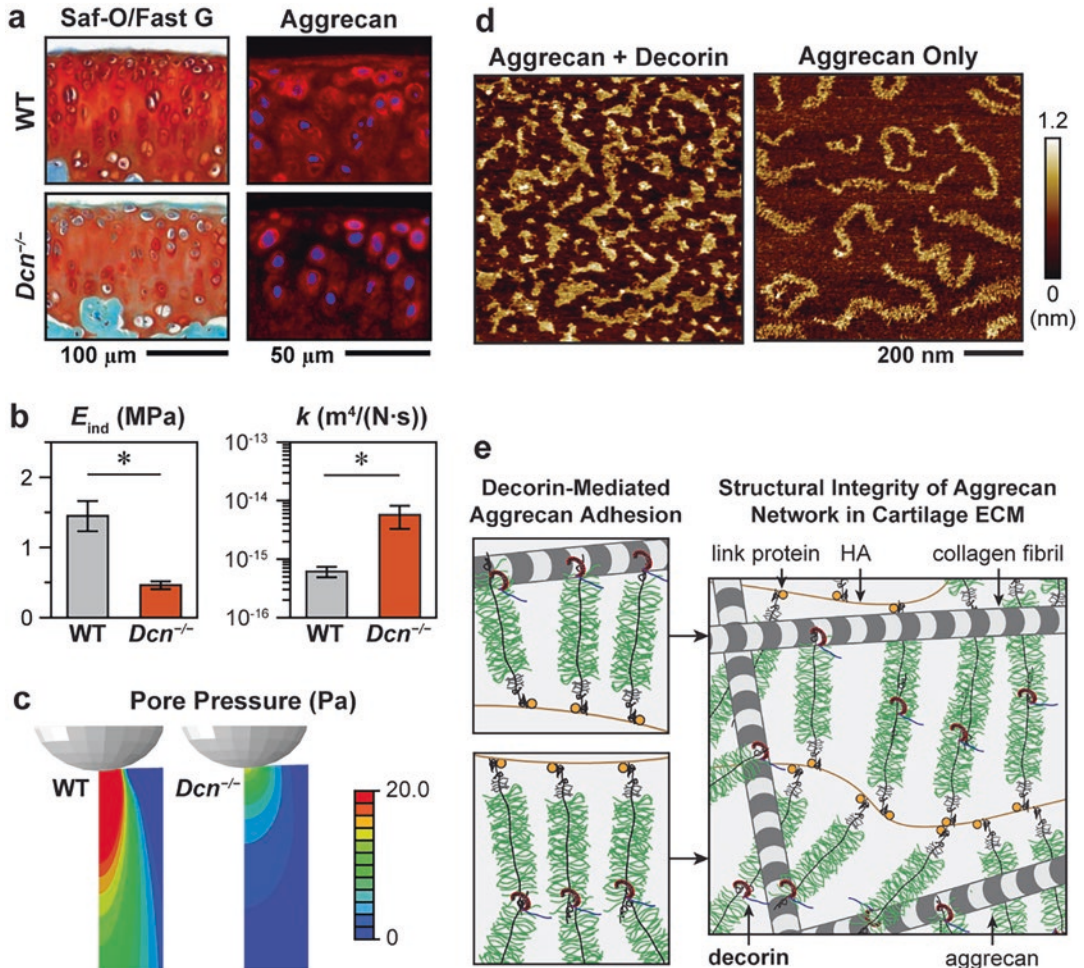 a
Saf-O/Fast G
Aggrecan
WT
Dcn−/−
100 μm
50 μm
b
Eind (MPa)
2
1
0
WT
Dcn−/−
*
k (m4/(N·s))
10-13
10-14
10-15
10-16
WT
Dcn−/−
*
c
Pore Pressure (Pa)
WT
Dcn−/−
20.0
0
d
Aggrecan + Decorin
Aggrecan Only
1.2
0
(nm)
200 nm
e
Decorin-Mediated
Aggrecan Adhesion
Structural Integrity of Aggrecan
Network in Cartilage ECM
link protein
HA
collagen fibril
decorin
aggrecan